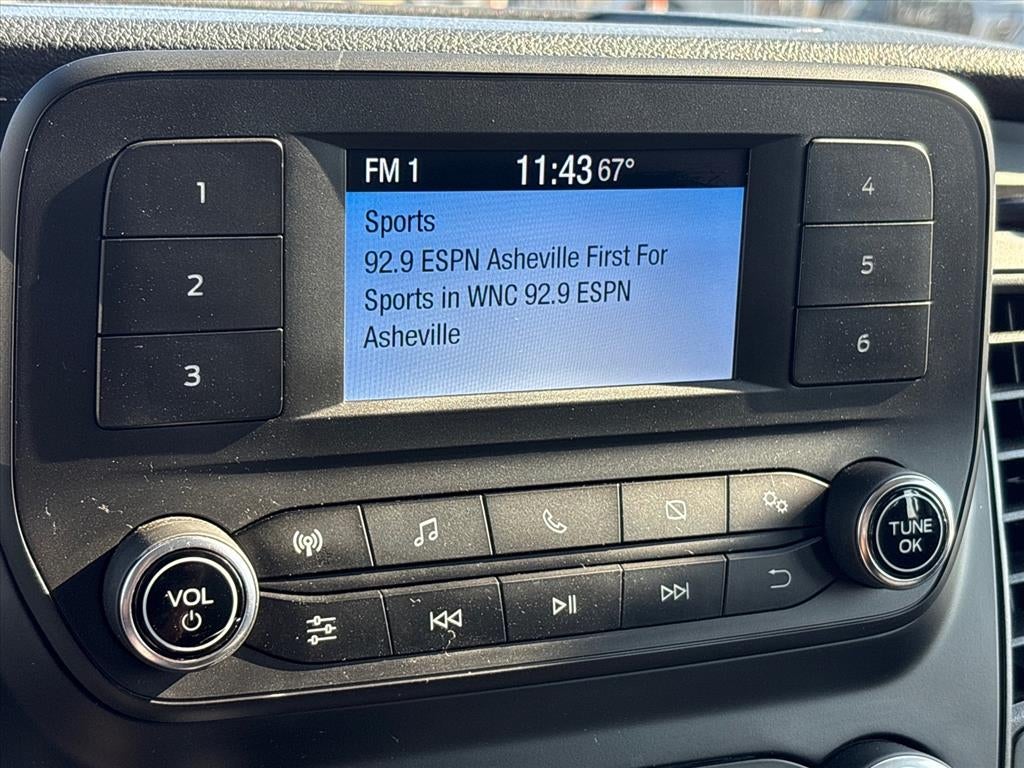 FM 1 11:43 67°
Sports
92.9 ESPN Asheville First For
Sports in WNC 92.9 ESPN
Asheville
1
2
3
4
5
6
VOL
TUNE
OK